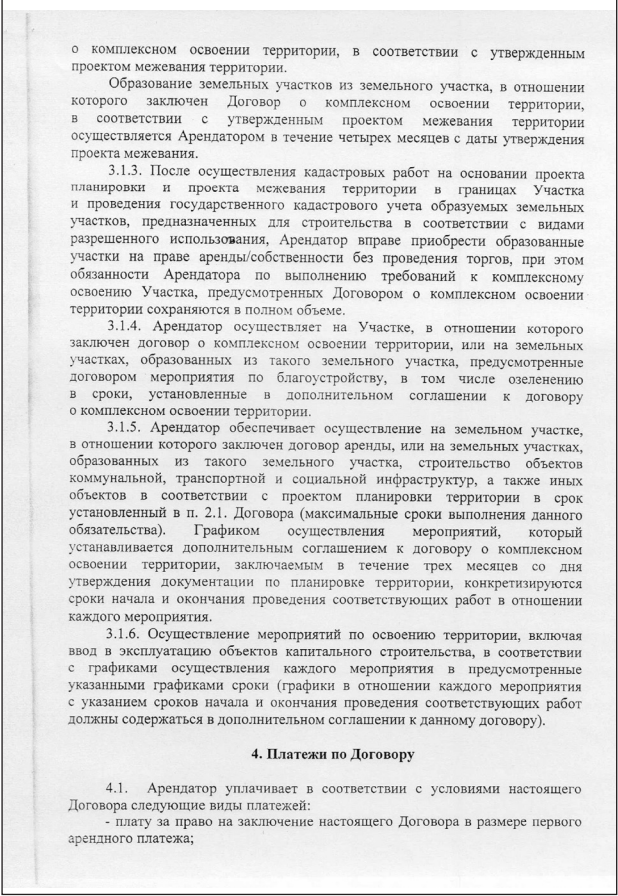 о комплексном освоении территории, в соответствии с утвержденным
проектом межевания территории.
Образование земельных участков из земельного участка, в отношении
которого заключен Договор о комплексном освоении территории,
в соответствии с утвержденным проектом межевания территории
осуществляется Арендатором в течение четырех месяцев с даты утверждения
проекта межевания.
3.1.3. После осуществления кадастровых работ на основании проекта
планировки и проекта межевания территории в границах Участка
и проведения государственного кадастрового учета образуемых земельных
участков, предназначенных для строительства в соответствии с видами
разрешенного использования, Арендатор вправе приобрести образованные
участки на праве аренды/собственности без проведения торгов, при этом
обязанности Арендатора по выполнению требований к комплексному
освоению Участка, предусмотренных Договором о комплексном освоении
территории сохраняются в полном объеме.
3.1.4. Арендатор осуществляет на Участке, в отношении которого
заключен договор о комплексном освоении территории, или на земельных
участках, образованных из такого земельного участка, предусмотренные
договором мероприятия по благоустройству, в том числе озеленению
в сроки, установленные в дополнительном соглашении к договору
о комплексном освоении территории.
3.1.5. Арендатор обеспечивает осуществление на земельном участке,
в отношении которого заключен договор аренды, или на земельных участках,
образованных из такого земельного участка, строительство объектов
коммунальной, транспортной и социальной инфраструктур, а также иных
объектов в соответствии с проектом планировки территории в срок
установленный в п. 2.1. Договора (максимальные сроки выполнения данного
обязательства). Графиком осуществления мероприятий, который
устанавливается дополнительным соглашением к договору о комплексном
освоении территории, заключаемым в течение трех месяцев со дня
утверждения документации по планировке территории, конкретизируются
сроки начала и окончания проведения соответствующих работ в отношении
каждого мероприятия.
3.1.6. Осуществление мероприятий по освоению территории, включая
ввод в эксплуатацию объектов капитального строительства, в соответствии
с графиками осуществления каждого мероприятия в предусмотренные
указанными графиками сроки (графики в отношении каждого мероприятия
с указанием сроков начала и окончания проведения соответствующих работ
должны содержаться в дополнительном соглашении к данному договору).
4. Платежи по Договору
4.1. Арендатор уплачивает в соответствии с условиями настоящего
Договора следующие виды платежей:
- плату за право на заключение настоящего Договора в размере первого
арендного платежа;